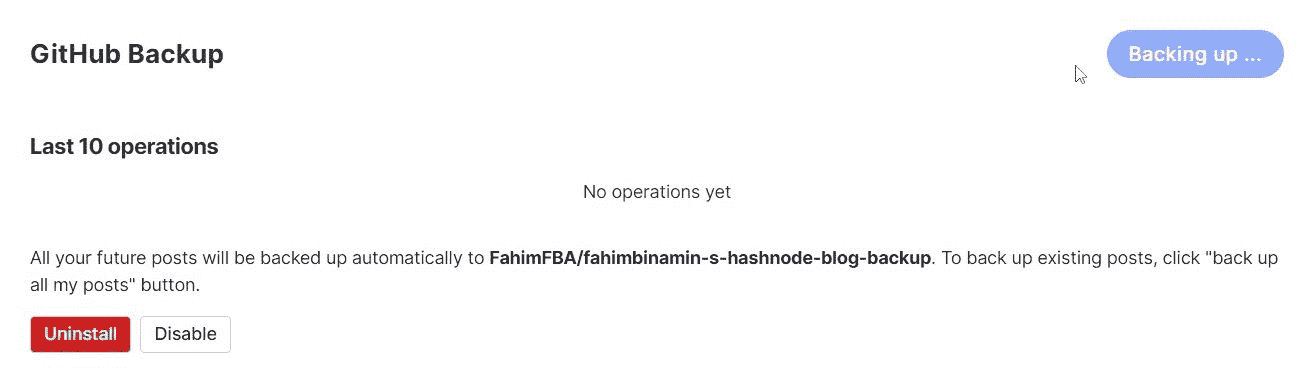 GitHub Backup
Backing up ...
Last 10 operations
No operations yet
All your future posts will be backed up automatically to FahimFBA/fahimbinamin-s-hashnode-blog-backup. To back up existing posts, click "back up
all my posts" button.
Uninstall
Disable